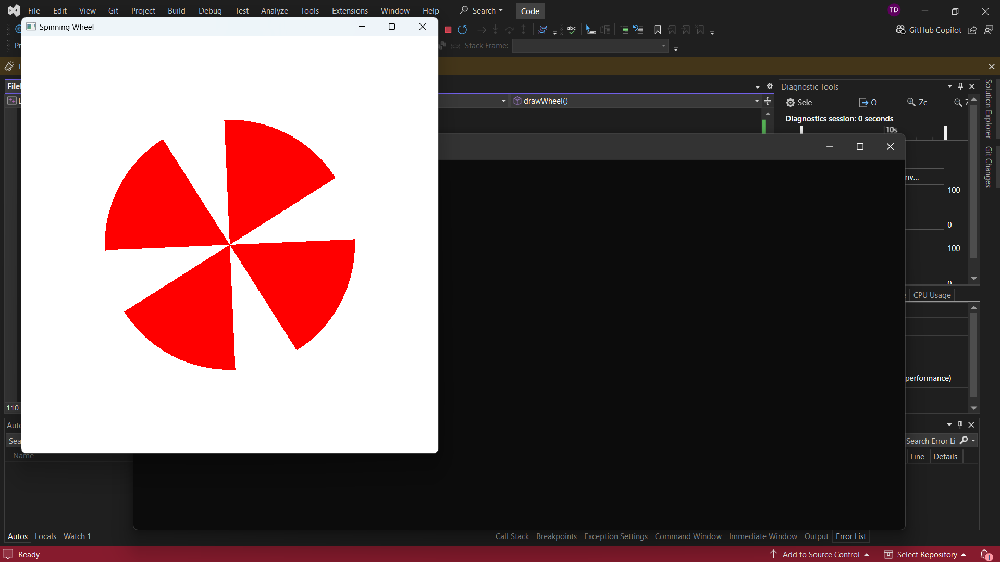 File Edit View Git Project Build Debug Test Analyze Tools Extensions Window Help Search Code TD
Spinning Wheel
GitHub Copilot
Pr
Stack Frame:
Filel
drawWheel()
Diagnostic Tools
Sele O Zc Z
Diagnostics session: 0 seconds
10s
riv...
100
0
100
0
CPU Usage
performance)
110
Auto
Sea
Search Error Li
Name
Line Details
Solution Explorer
Git Changes
Autos Locals Watch 1
Call Stack Breakpoints Exception Settings Command Window Immediate Window Output Error List
Ready
Add to Source Control Select Repository 1